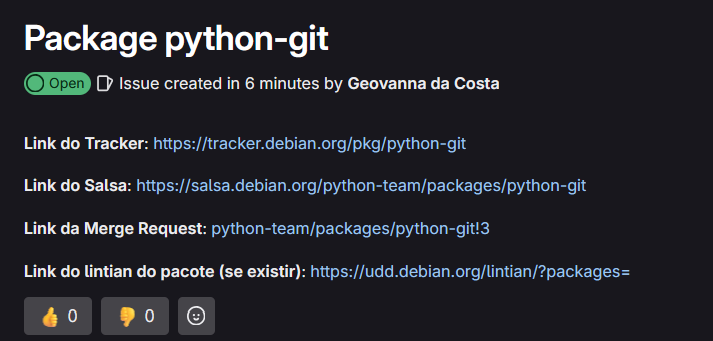 Package python-git
Open Issue created in 6 minutes by Geovanna da Costa
Link do Tracker: https://tracker.debian.org/pkg/python-git
Link do Salsa: https://salsa.debian.org/python-team/packages/python-git
Link da Merge Request: python-team/packages/python-git!3
Link do lintian do pacote (se existir): https://udd.debian.org/lintian/?packages=
👍 0 👎 0